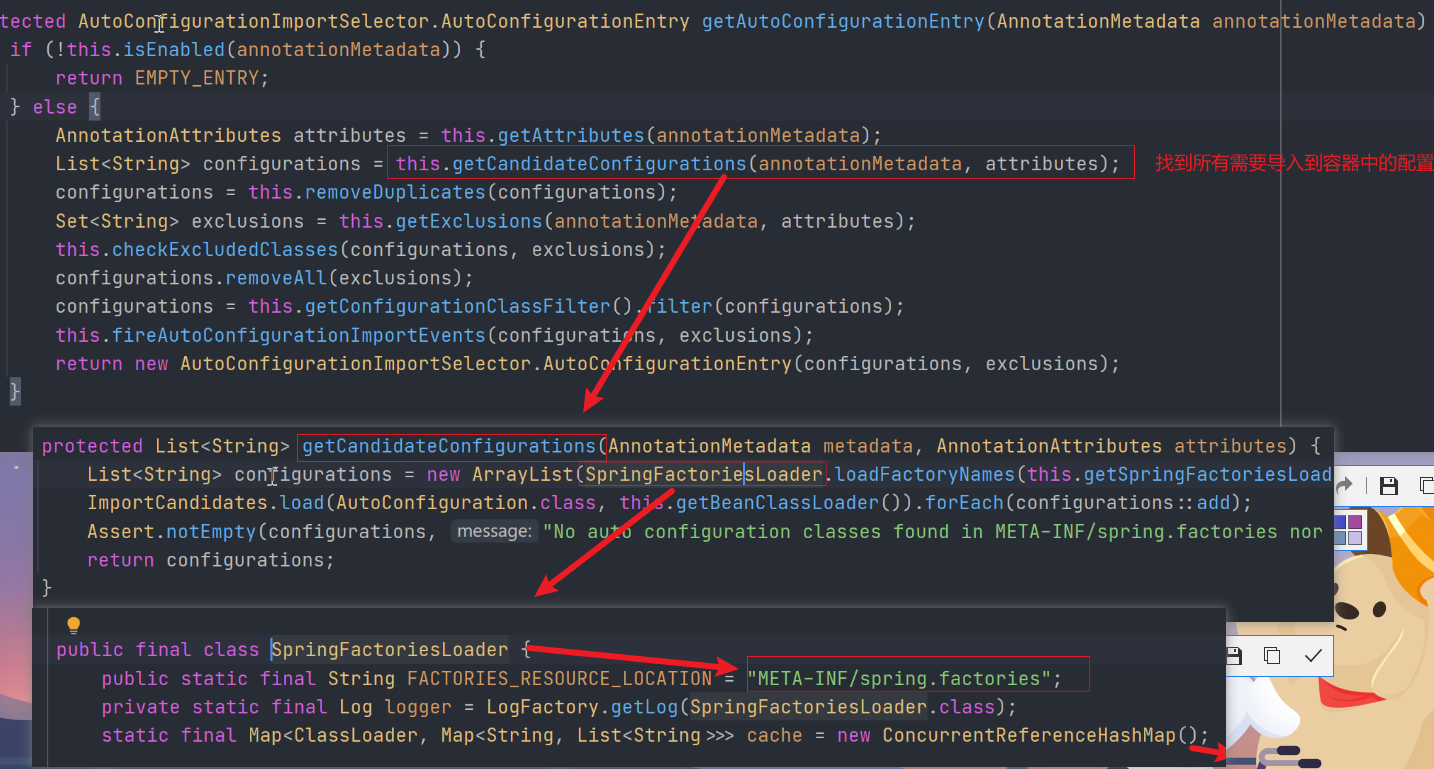 tected AutoConfigurationImportSelector.AutoConfigurationEntry getAutoConfigurationEntry(AnnotationMetadata annotationMetadata)
if (!this.isEnabled(annotationMetadata)) {
return EMPTY_ENTRY;
} else {
AnnotationAttributes attributes = this.getAttributes(annotationMetadata);
List<String> configurations = this.getCandidateConfigurations(annotationMetadata, attributes); 找到所有需要导入到容器中的配置
configurations = this.removeDuplicates(configurations);
Set<String> exclusions = this.getExclusions(annotationMetadata, attributes);
this.checkExcludedClasses(configurations, exclusions);
configurations.removeAll(exclusions);
configurations = this.getConfigurationClassFilter().filter(configurations);
this.fireAutoConfigurationImportEvents(configurations, exclusions);
return new AutoConfigurationImportSelector.AutoConfigurationEntry(configurations, exclusions);
}
protected List<String> getCandidateConfigurations(AnnotationMetadata metadata, AnnotationAttributes attributes) {
List<String> configurations = new ArrayList(SpringFactoriesLoader.loadFactoryNames(this.getSpringFactoriesLoad
ImportCandidates.load(AutoConfiguration.class, this.getBeanClassLoader()).forEach(configurations::add);
Assert.notEmpty(configurations, message: "No auto configuration classes found in META-INF/spring.factories nor
return configurations;
}
public final class SpringFactoriesLoader {
public static final String FACTORIES_RESOURCE_LOCATION = "META-INF/spring.factories";
private static final Log logger = LogFactory.getLog(SpringFactoriesLoader.class);
static final Map<ClassLoader, Map<String, List<String>>> cache = new ConcurrentReferenceHashMap();